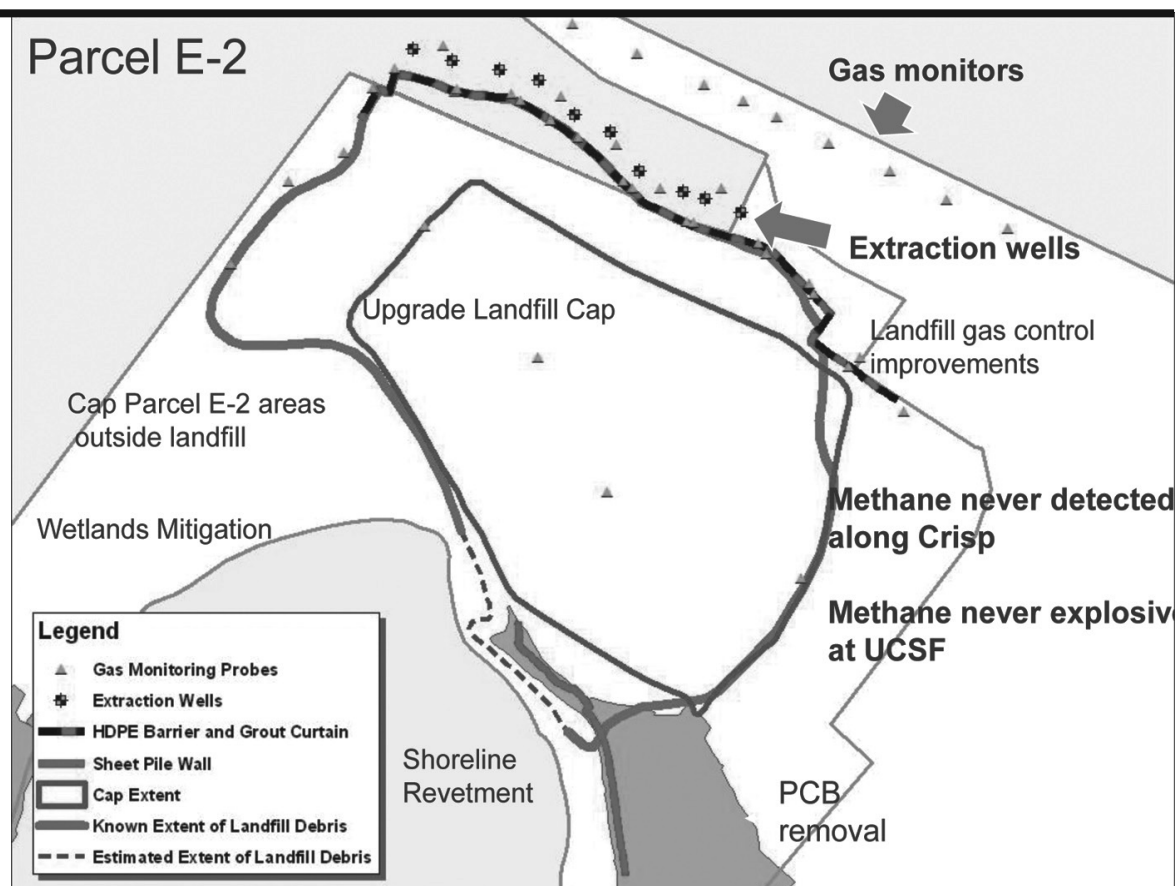 Parcel E-2
Gas monitors
Extraction wells
Upgrade Landfill Cap
Landfill gas control
improvements
Cap Parcel E-2 areas
outside landfill
Wetlands Mitigation
Methane never detected
along Crisp
Methane never explosive
at UCSF
Shoreline
Revetment
PCB
removal
Legend
Gas Monitoring Probes
Extraction Wells
HDPE Barrier and Grout Curtain
Sheet Pile Wall
Cap Extent
Known Extent of Landfill Debris
Estimated Extent of Landfill Debris